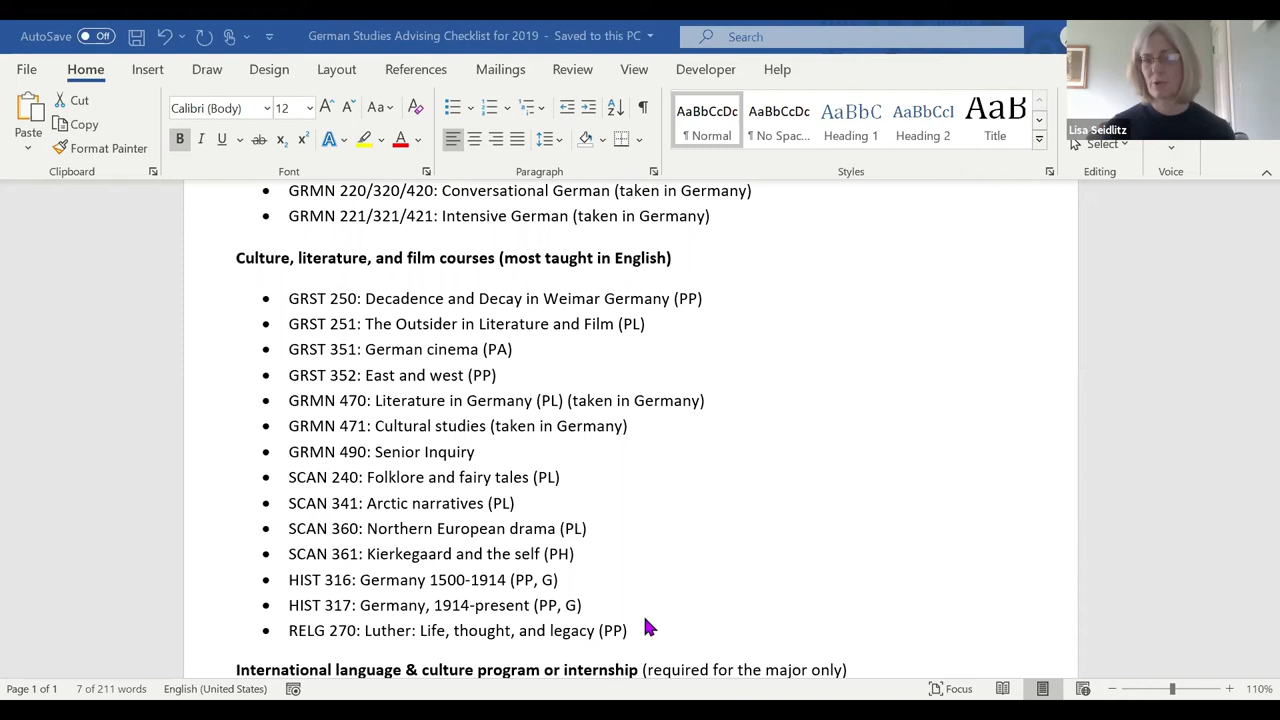 AutoSave Off German Studies Advising Checklist for 2019 - Saved to this PC Search
File Home Insert Draw Design Layout References Mailings Review View Developer Help
Paste Cut Copy Format Painter
Calibri (Body) 12 Aa A
B I U ab x₂ x² A A
AaBbCcDc AaBbCcDc AaBbC AaBbCcI AaB
¶ Normal ¶ No Spac... Heading 1 Heading 2 Title
Lisa Seidlitz
Select
Clipboard Font Paragraph Styles Editing Voice
• GRMN 220/320/420: Conversational German (taken in Germany)
• GRMN 221/321/421: Intensive German (taken in Germany)
Culture, literature, and film courses (most taught in English)
• GRST 250: Decadence and Decay in Weimar Germany (PP)
• GRST 251: The Outsider in Literature and Film (PL)
• GRST 351: German cinema (PA)
• GRST 352: East and west (PP)
• GRMN 470: Literature in Germany (PL) (taken in Germany)
• GRMN 471: Cultural studies (taken in Germany)
• GRMN 490: Senior Inquiry
• SCAN 240: Folklore and fairy tales (PL)
• SCAN 341: Arctic narratives (PL)
• SCAN 360: Northern European drama (PL)
• SCAN 361: Kierkegaard and the self (PH)
• HIST 316: Germany 1500-1914 (PP, G)
• HIST 317: Germany, 1914-present (PP, G)
• RELG 270: Luther: Life, thought, and legacy (PP)
International language & culture program or internship (required for the major only)
Page 1 of 1 7 of 211 words English (United States) Focus 110%